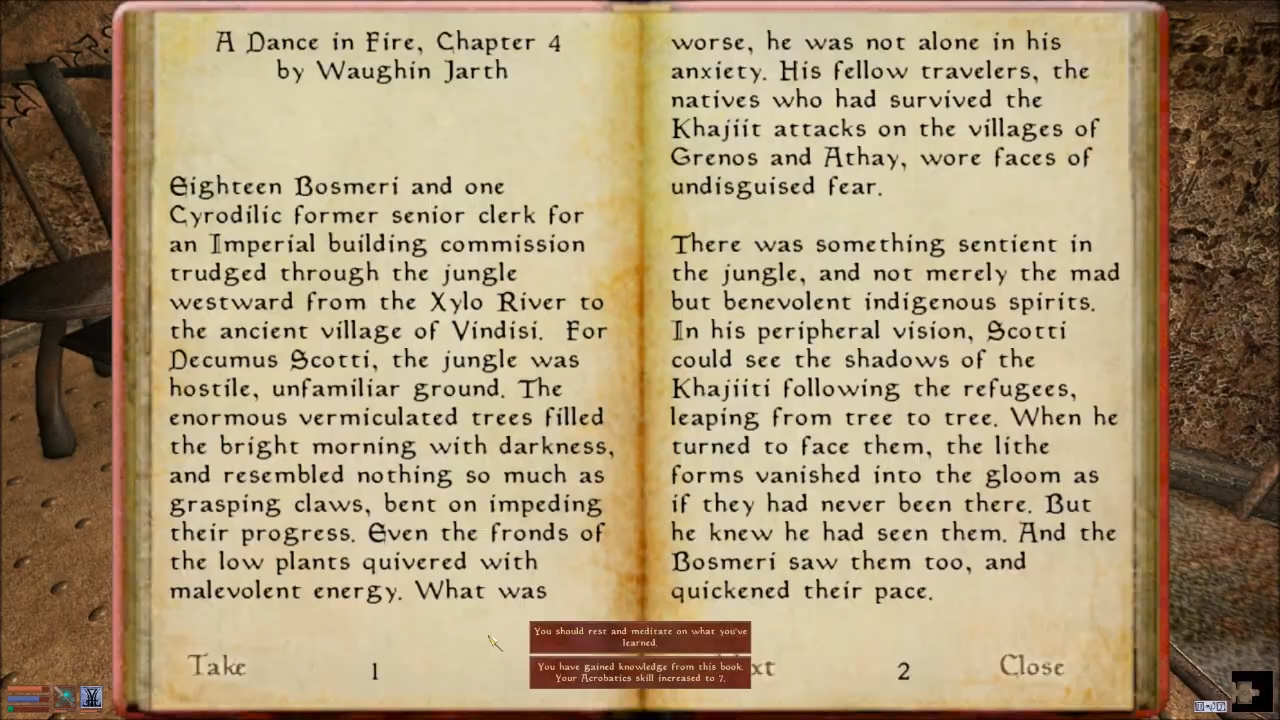 A Dance in Fire, Chapter 4
by Waughin Jarth
Eighteen Bosmeri and one
Cyrodilic former senior clerk for
an Imperial building commission
trudged through the jungle
westward from the Xylo River to
the ancient village of Vindisi.  For
Decumus Scotti, the jungle was
hostile, unfamiliar ground. The
enormous vermiculated trees filled
the bright morning with darkness,
and resembled nothing so much as
grasping claws, bent on impeding
their progress. Even the fronds of
the low plants quivered with
malevolent energy. What was
worse, he was not alone in his
anxiety. His fellow travelers, the
natives who had survived the
Khajiit attacks on the villages of
Grenos and Athay, wore faces of
undisguised fear.
There was something sentient in
the jungle, and not merely the mad
but benevolent indigenous spirits.
In his peripheral vision, Scotti
could see the shadows of the
Khajiiti following the refugees,
leaping from tree to tree. When he
turned to face them, the lithe
forms vanished into the gloom as
if they had never been there. But
he knew he had seen them. And the
Bosmeri saw them too, and
quickened their pace.
You should rest and meditate on what you've
learned.
You have gained knowledge from this book.
Your Acrobatics skill increased to 7.
Take 1 xt 2 Close